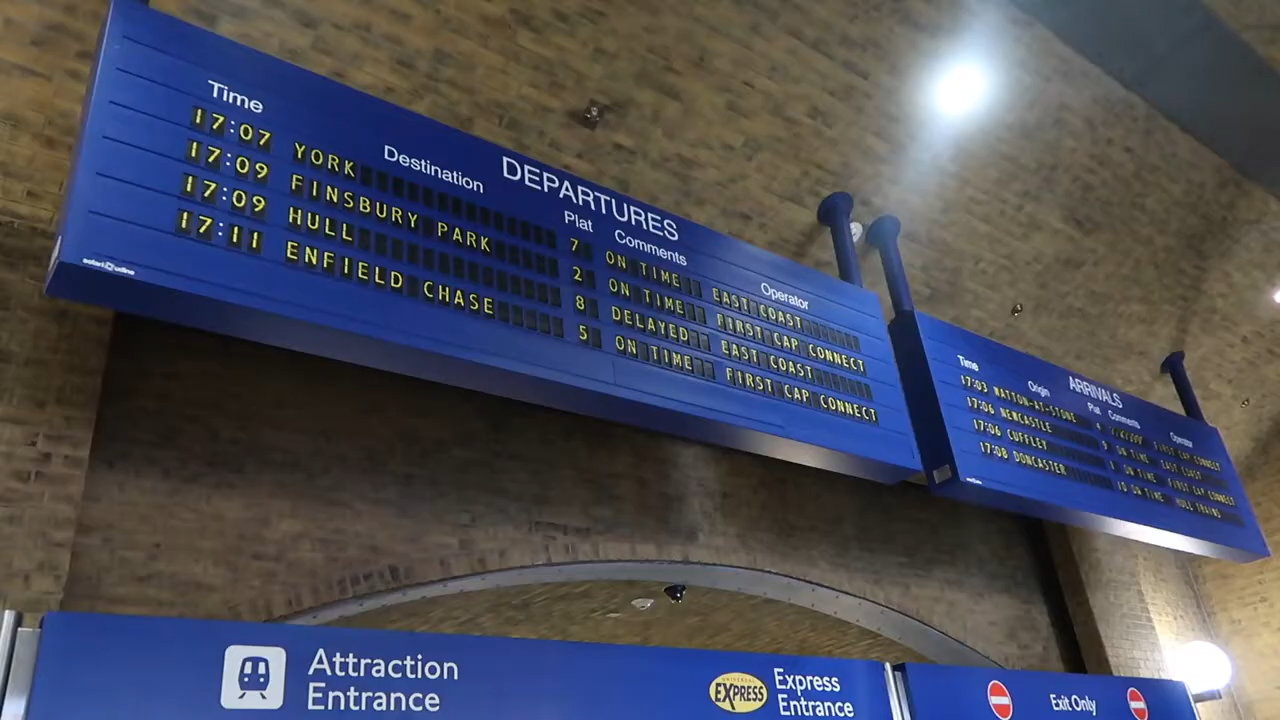 DEPARTURES
Time Destination Plat Comments Operator
17:07 YORK 7 ON TIME EAST COAST
17:09 FINSBURY PARK 2 ON TIME FIRST CAP CONNECT
17:09 HULL 8 DELAYED EAST COAST
17:11 ENFIELD CHASE 5 ON TIME FIRST CAP CONNECT
solari udine
ARRIVALS
Time Origin Plat Comments Operator
17:03 WATTON-AT-STONE 4 FIRST CAP CONNECT
17:06 NEWCASTLE ON TIME EAST COAST
17:06 CUFFLEY ON TIME FIRST CAP CONNECT
17:08 DONCASTER 10 ON TIME HULL TRAINS
Attraction
Entrance
UNIVERSAL
EXPRESS
Express
Entrance
Exit Only